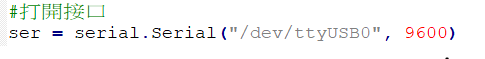 #打開接口
ser = serial.Serial("/dev/ttyUSB0", 9600)